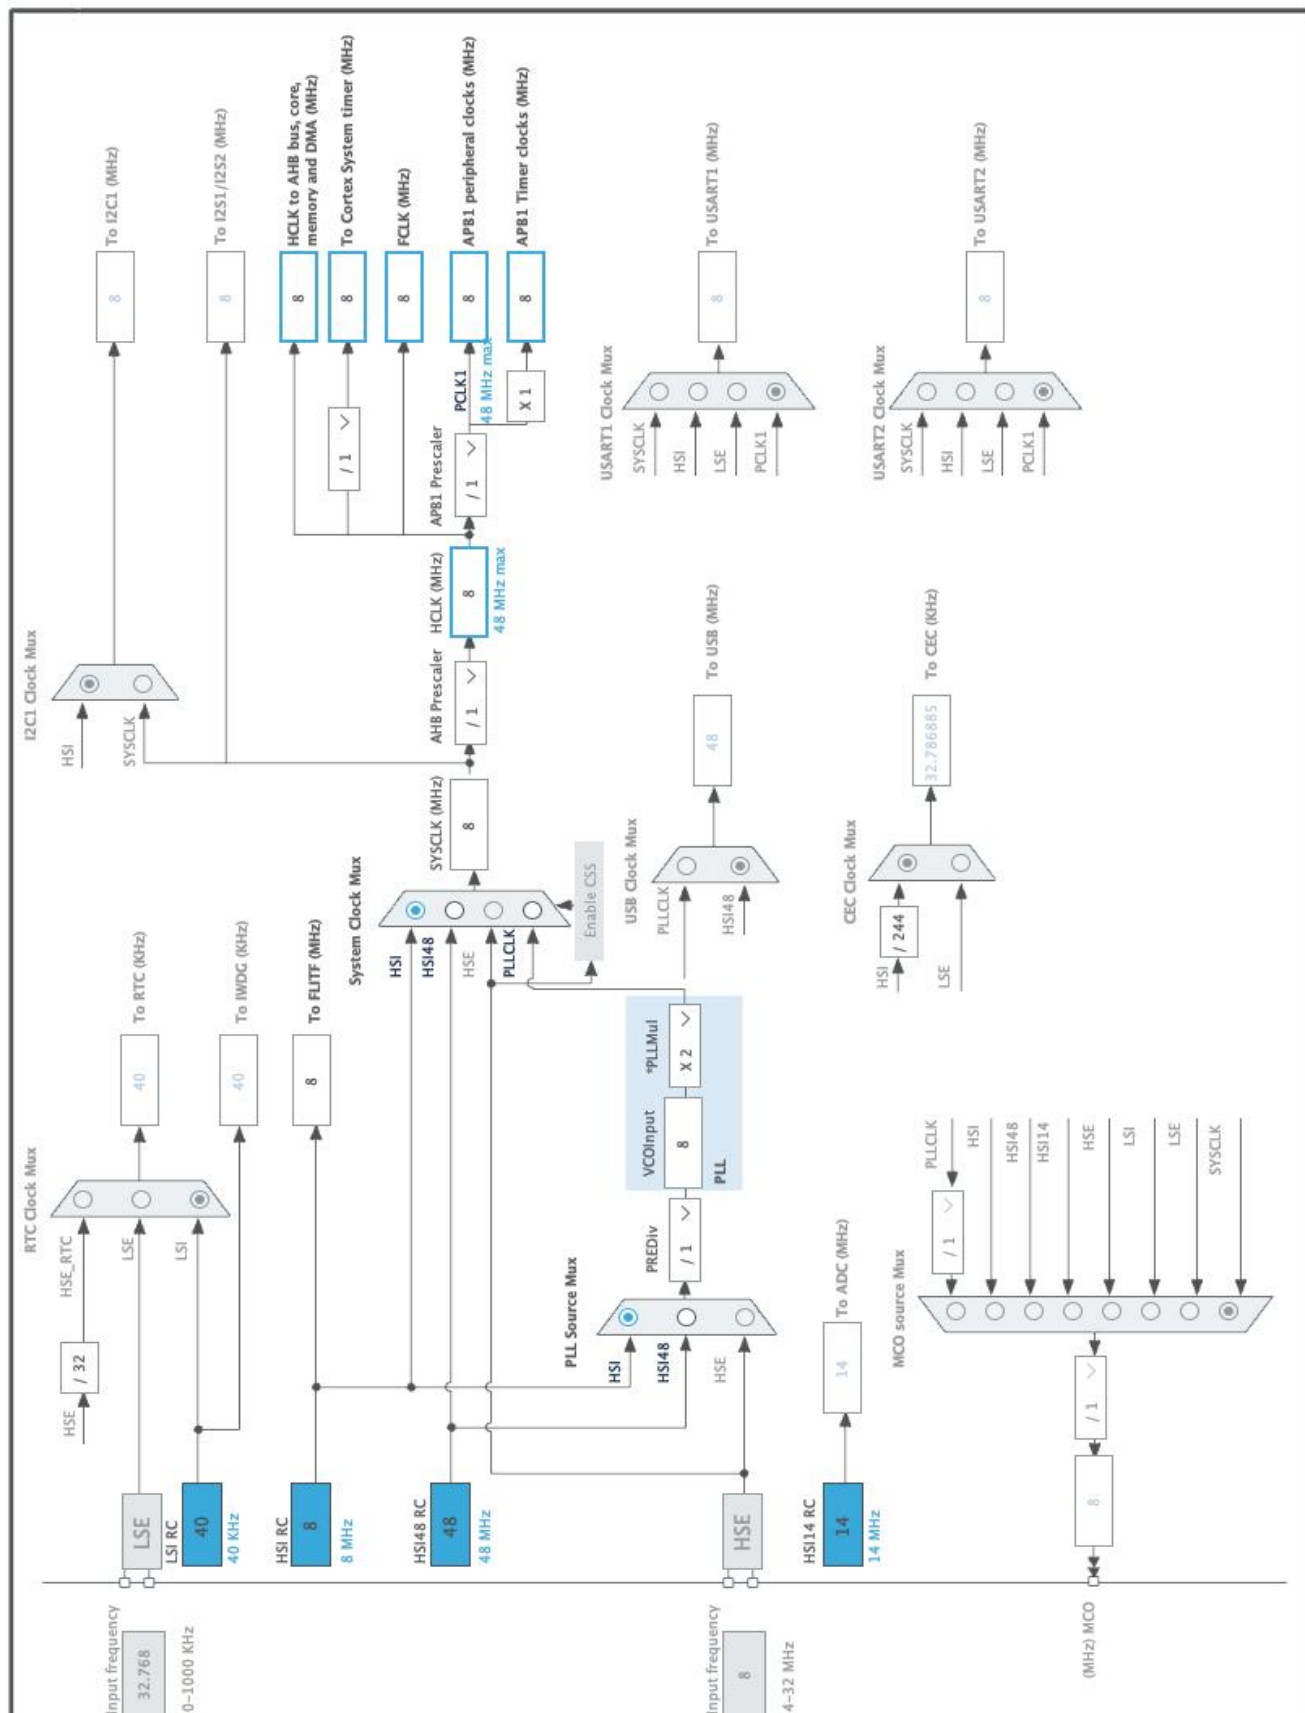 Input frequency
32.768
0-1000 KHz
LSE
HSE
/ 32
HSE_RTC
LSE
LSI
RTC Clock Mux
40
To RTC (KHz)
LSI RC
40
40 KHz
40
To IWDG (KHz)
HSI RC
8
8 MHz
8
To FLITF (MHz)
HSI48 RC
48
48 MHz
System Clock Mux
HSI
HSI48
HSE
PLLCLK
Enable CSS
SYSCLK (MHz)
8
AHB Prescaler
/ 1
HCLK (MHz)
8
48 MHz max
APB1 Prescaler
/ 1
PCLK1
48 MHz max
X 1
/ 1
I2C1 Clock Mux
HSI
SYSCLK
8
To I2C1 (MHz)
8
To I2S1/I2S2 (MHz)
8
HCLK to AHB bus, core,
memory and DMA (MHz)
8
To Cortex System timer (MHz)
8
FCLK (MHz)
8
APB1 peripheral clocks (MHz)
8
APB1 Timer clocks (MHz)
Input frequency
8
4-32 MHz
HSE
PLL Source Mux
HSI
HSI48
HSE
PREDiv
/ 1
VCOInput
8
*PLLMul
X 2
PLL
USB Clock Mux
PLLCLK
HSI48
48
To USB (MHz)
USART1 Clock Mux
SYSCLK
HSI
LSE
PCLK1
8
To USART1 (MHz)
HSI14 RC
14
14 MHz
14
To ADC (MHz)
CEC Clock Mux
HSI
/ 244
LSE
32.786885
To CEC (KHz)
USART2 Clock Mux
SYSCLK
HSI
LSE
PCLK1
8
To USART2 (MHz)
MCO source Mux
PLLCLK
/ 1
HSI
HSI48
HSI14
HSE
LSI
LSE
SYSCLK
/ 1
8
(MHz) MCO